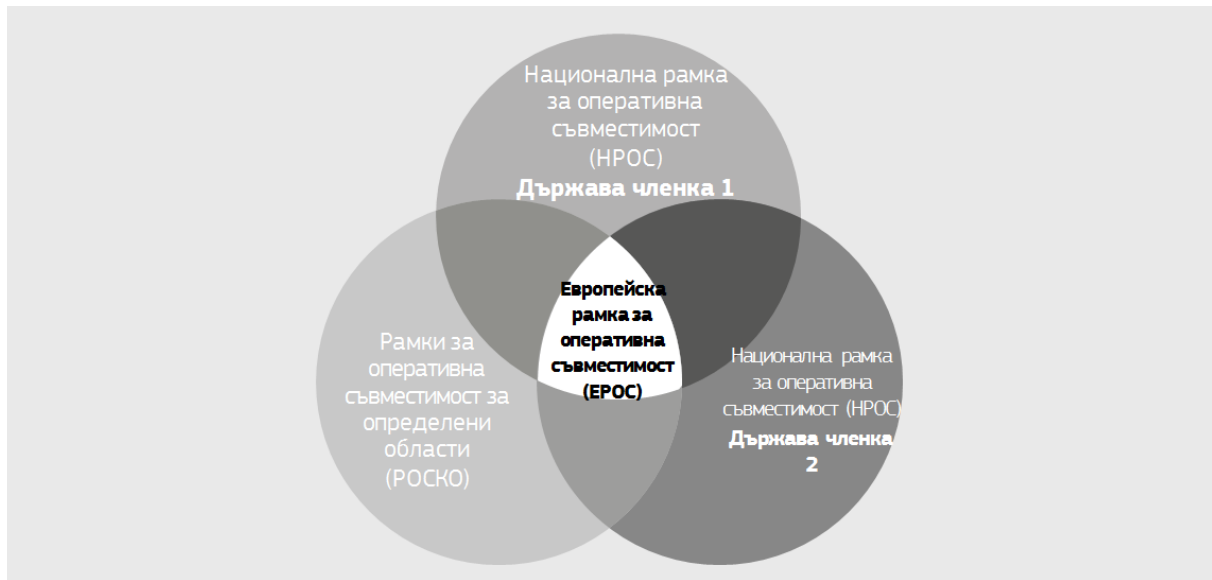 Национална рамка
за оперативна
съвместимост
(НРОС)
Държава членка 1
Европейска
рамка за
оперативна
съвместимост
(ЕРОС)
Рамки за
оперативна
съвместимост за
определени
области
(РОСКО)
Национална рамка
за оперативна
съвместимост (НРОС)
Държава членка
2